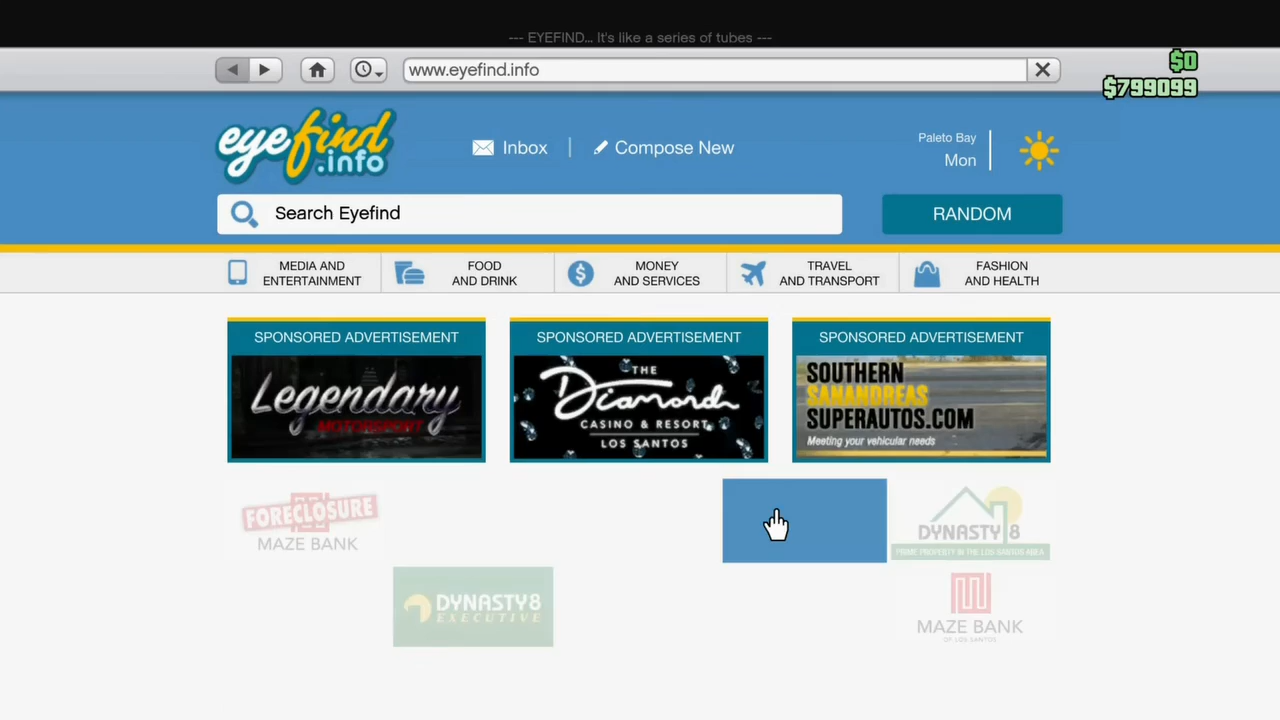 --- EYEFIND... It's like a series of tubes ---
www.eyefind.info
$0
$799099
eyefind
.info
Inbox
Compose New
Paleto Bay
Mon
Search Eyefind
RANDOM
MEDIA AND
ENTERTAINMENT
FOOD
AND DRINK
MONEY
AND SERVICES
TRAVEL
AND TRANSPORT
FASHION
AND HEALTH
SPONSORED ADVERTISEMENT
Legendary
MOTORSPORT
SPONSORED ADVERTISEMENT
THE
Diamond
CASINO & RESORT
LOS SANTOS
SPONSORED ADVERTISEMENT
SOUTHERN
SANANDREAS
SUPERAUTOS.COM
Meeting your vehicular needs
FORECLOSURE
MAZE BANK
DYNASTY 8
PRIME PROPERTY IN THE LOS SANTOS AREA
DYNASTY 8
EXECUTIVE
MAZE BANK
OF LOS SANTOS